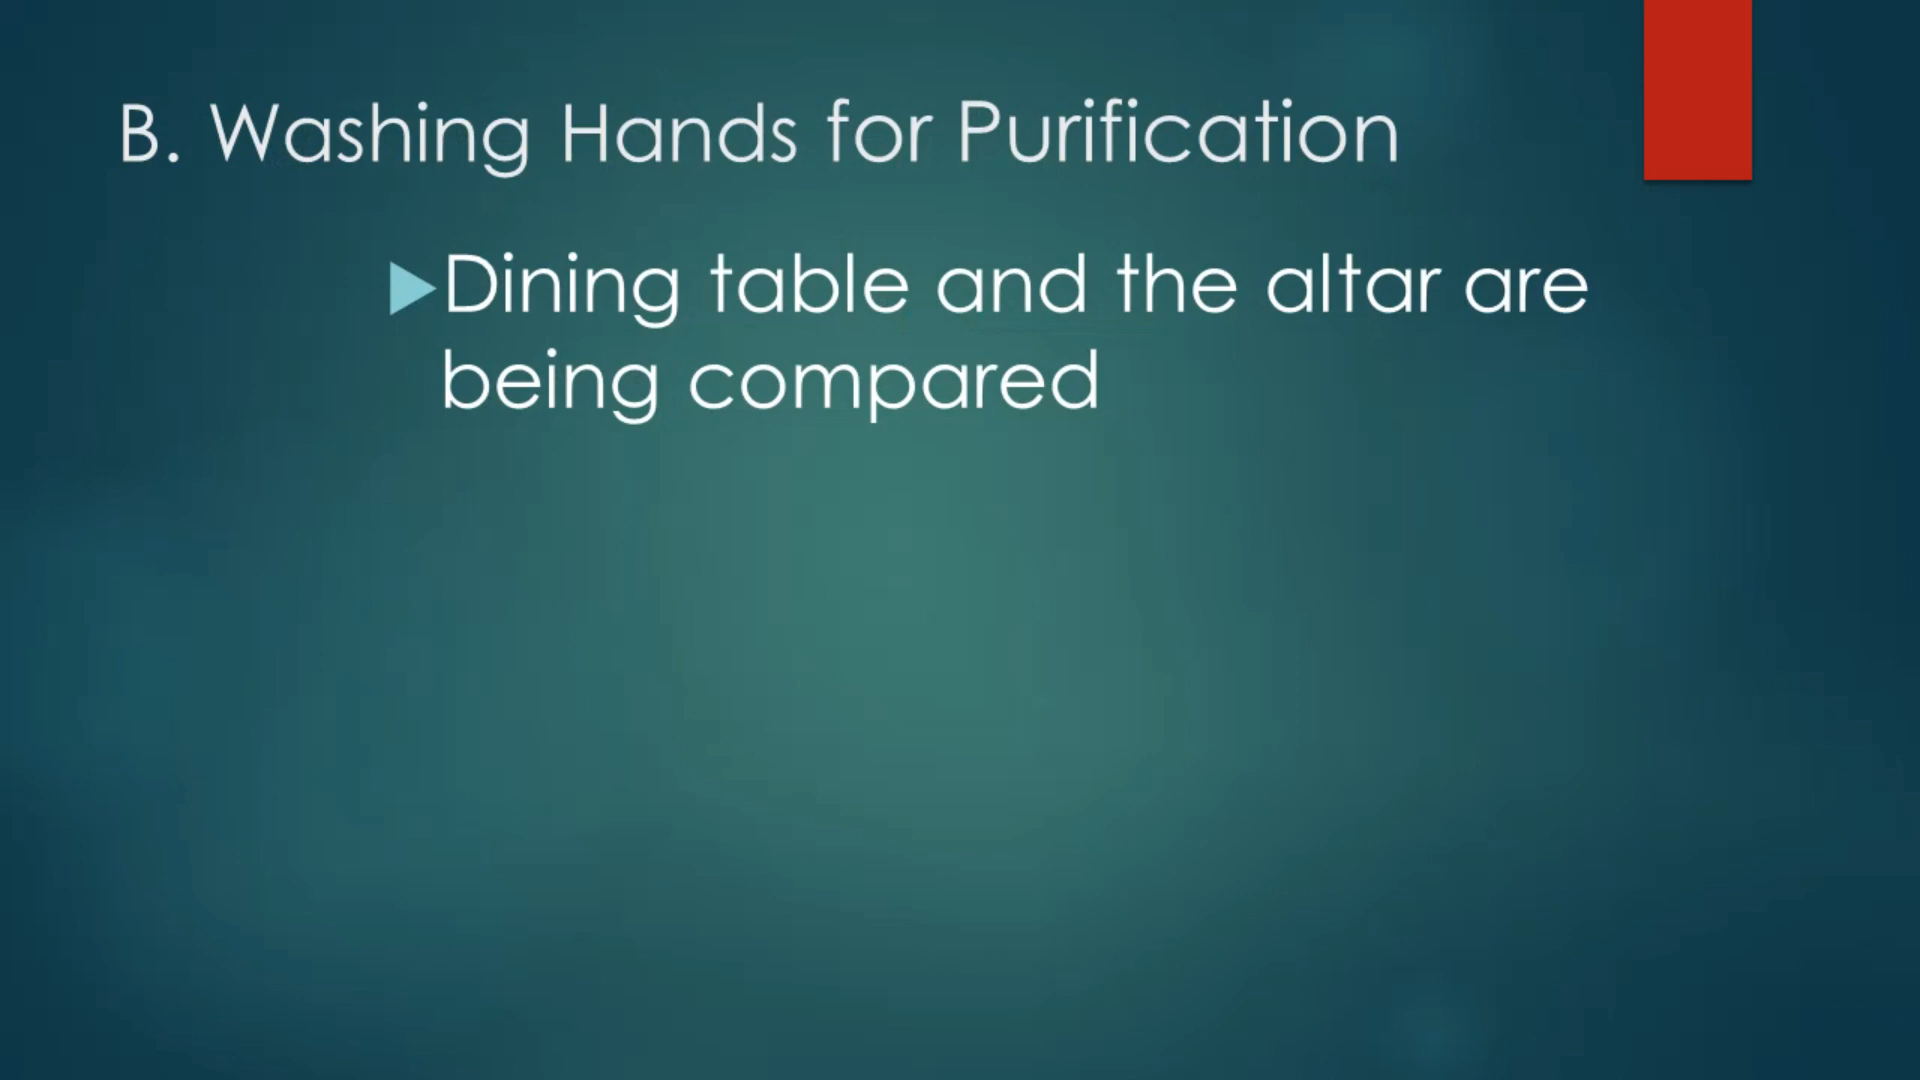 B. Washing Hands for Purification
Dining table and the altar are
being compared